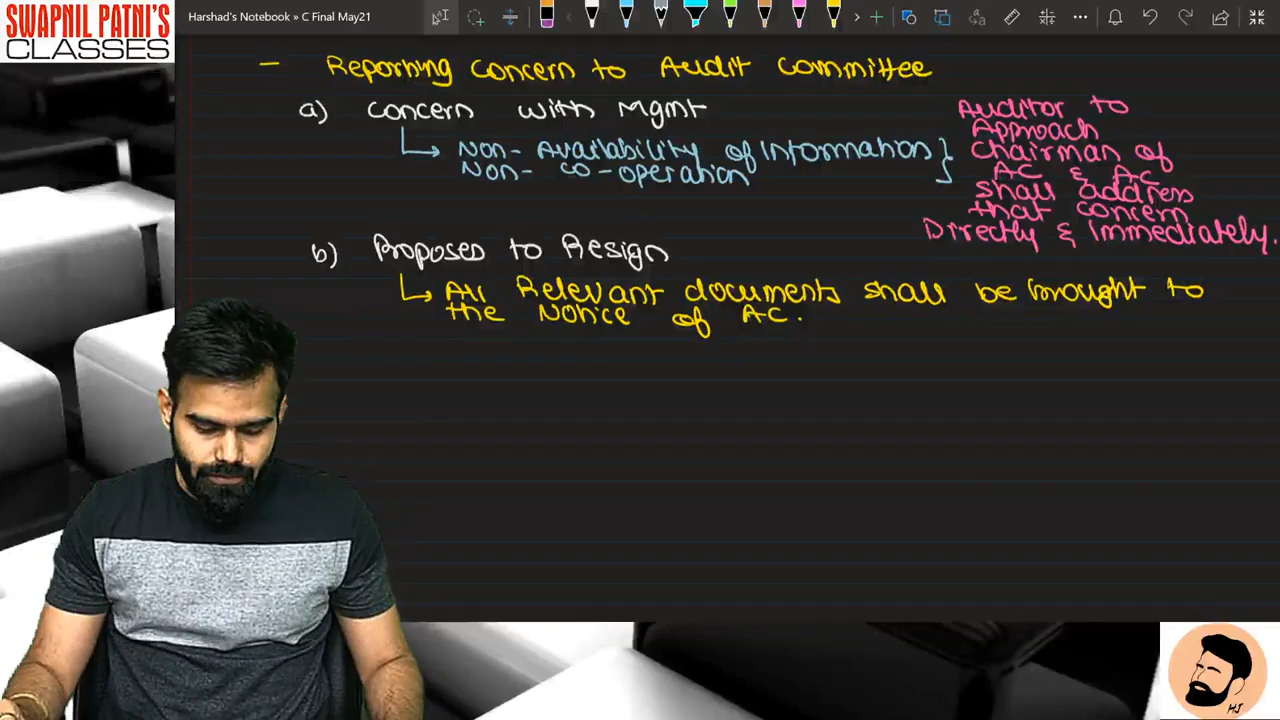 SWAPNIL PATNI'S
CLASSES
Harshad's Notebook » C Final May21
- Reporting Concern to Audit Committee
a) Concern with Mgmt
Non-Availability of Information
Non-co-operation
Auditor to
Approach
Chairman of
AC & AC
shall address
that concern
Directly & Immediately.
b) Proposes to Resign
All Relevant documents shall be brought to
the Notice of AC.
HJ